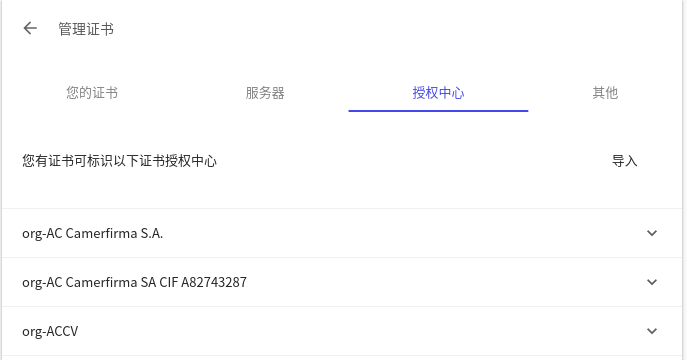 管理证书
您的证书 服务器 授权中心 其他
您有证书可标识以下证书授权中心 导入
org-AC Camerfirma S.A.
org-AC Camerfirma SA CIF A82743287
org-ACCV